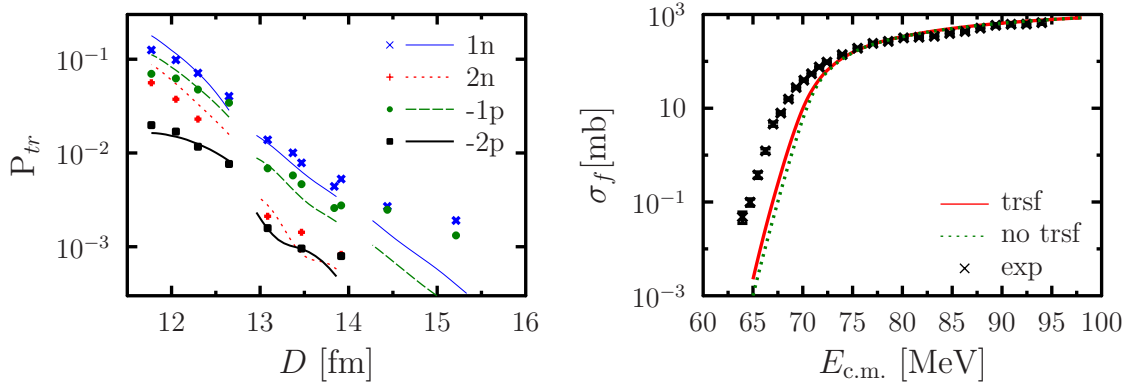 P_tr
10^-1
10^-2
10^-3
12 13 14 15 16
D [fm]
1n
2n
-1p
-2p
σ_f [mb]
10^3
10
10^-1
10^-3
60 65 70 75 80 85 90 95 100
E_c.m. [MeV]
trsf
no trsf
exp